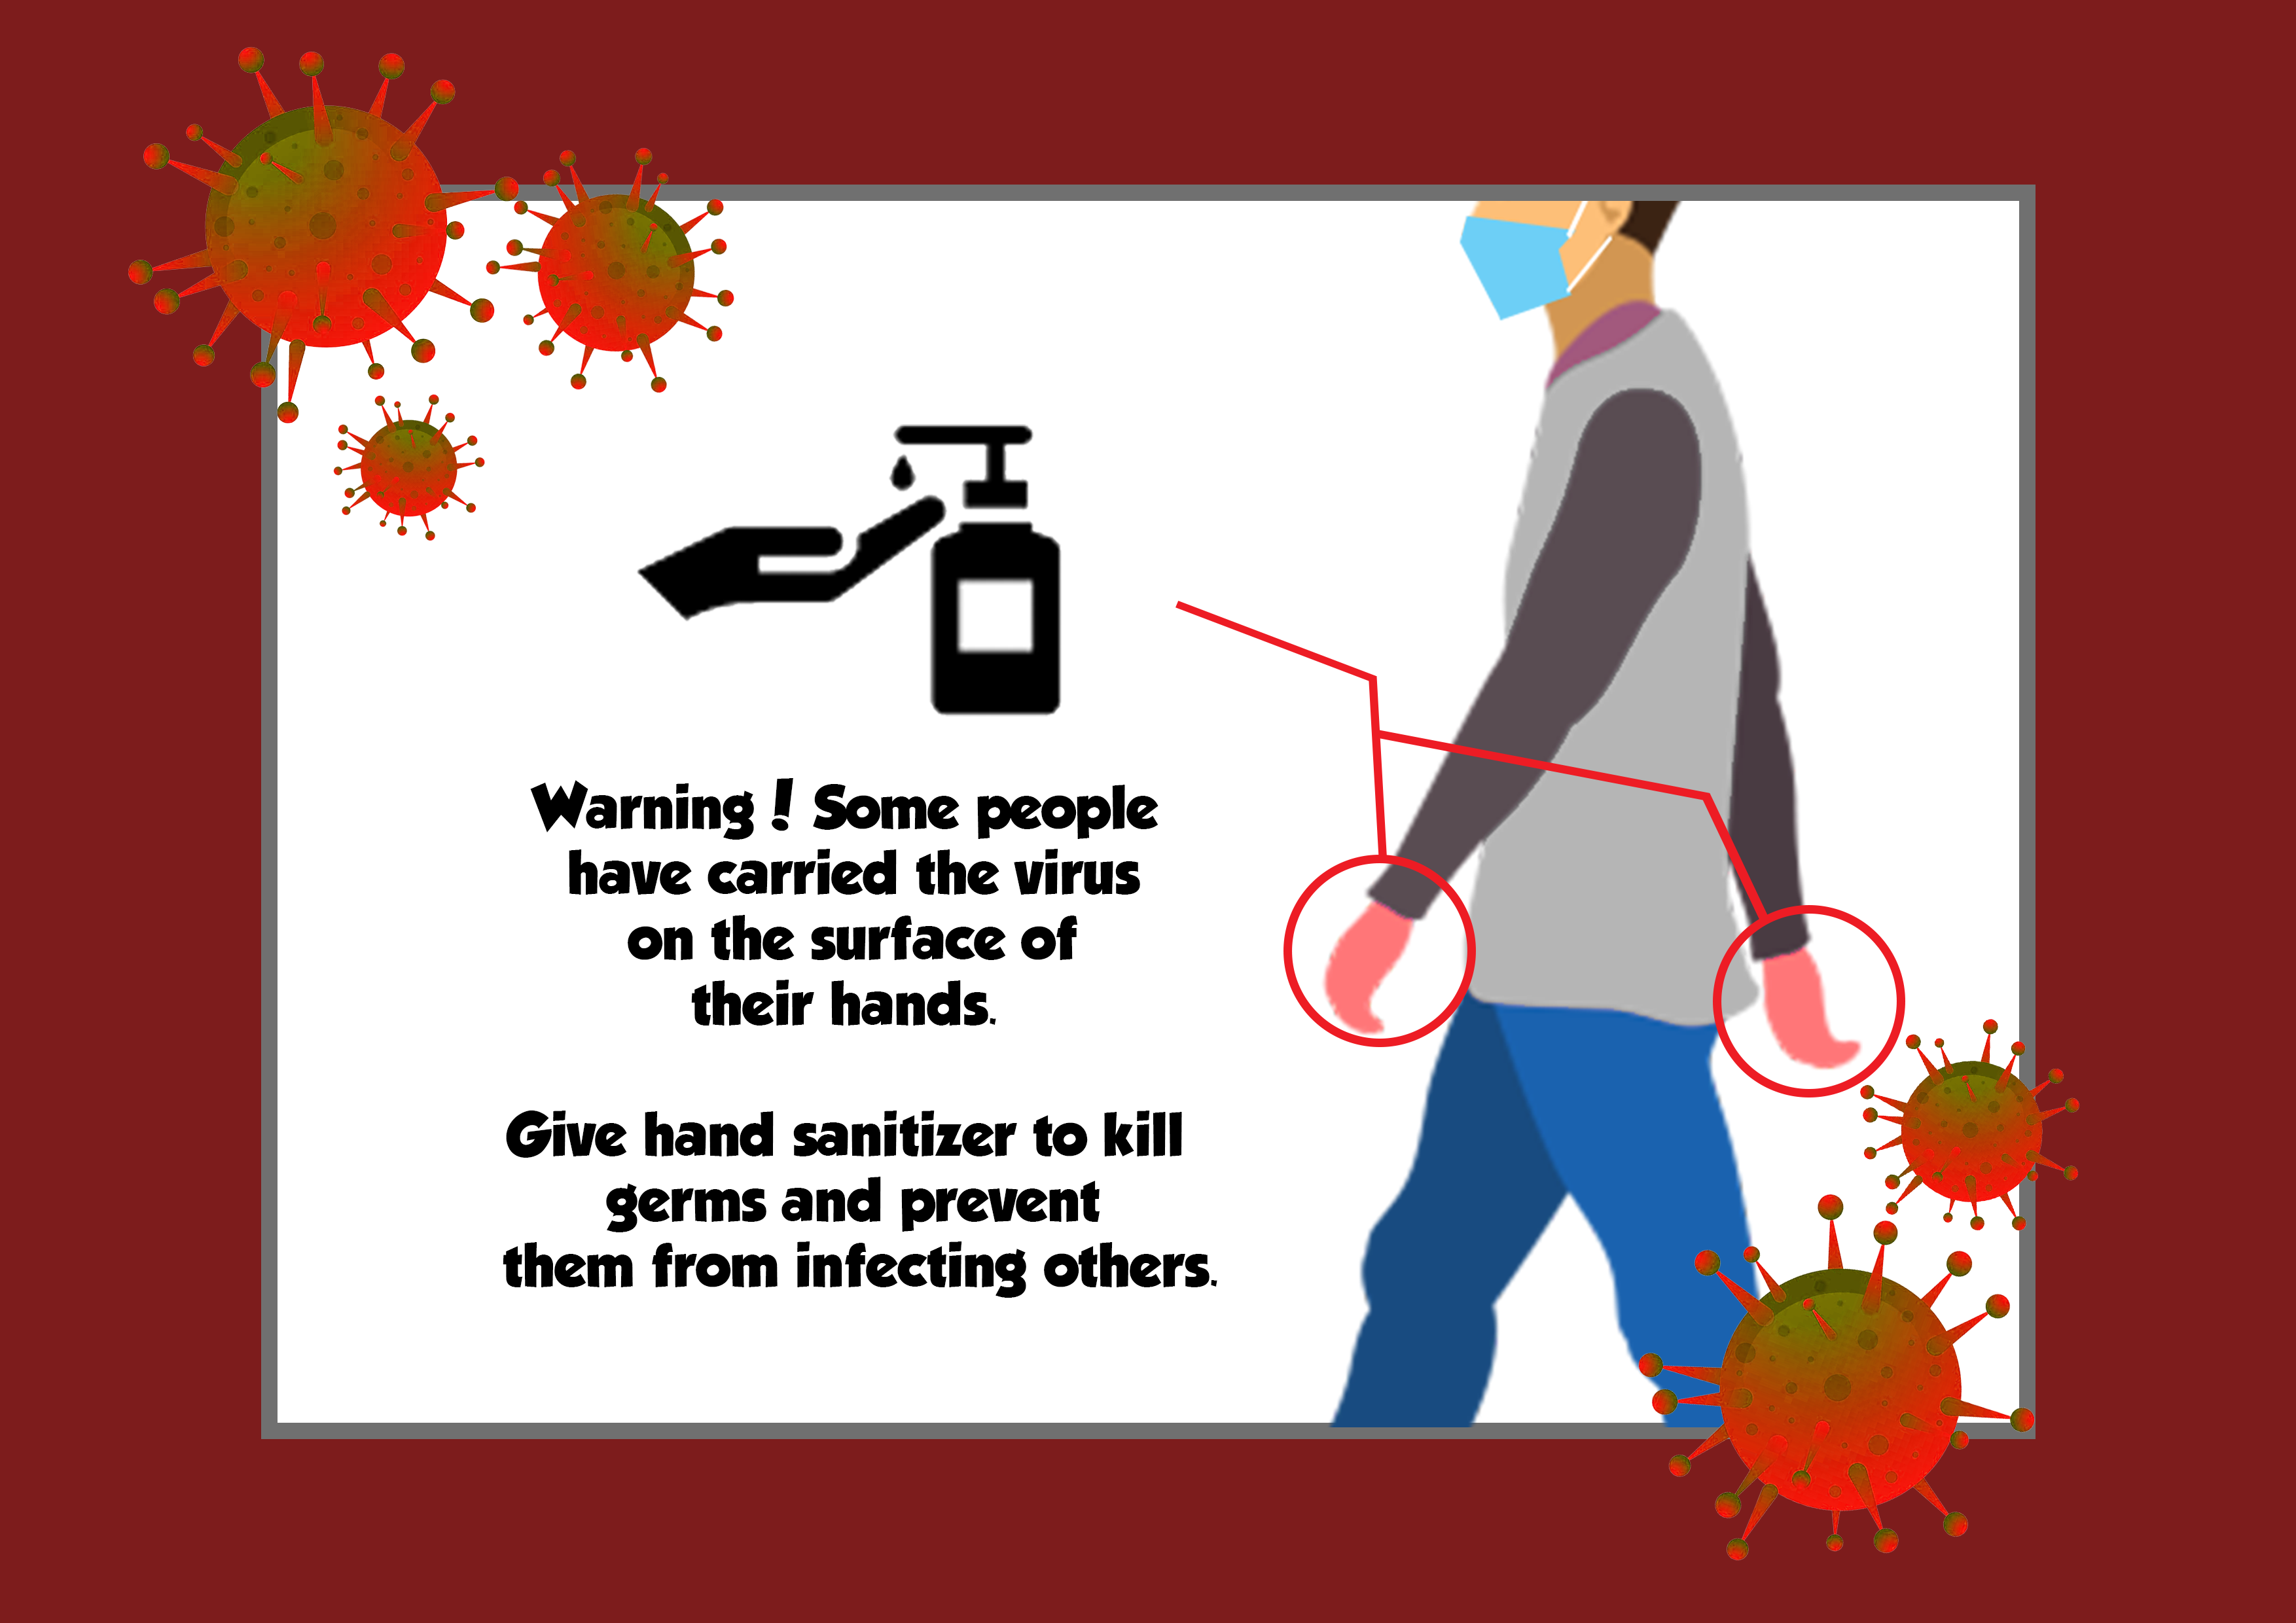 Warning ! Some people
have carried the virus
on the surface of
their hands.
Give hand sanitizer to kill
germs and prevent
them from infecting others.